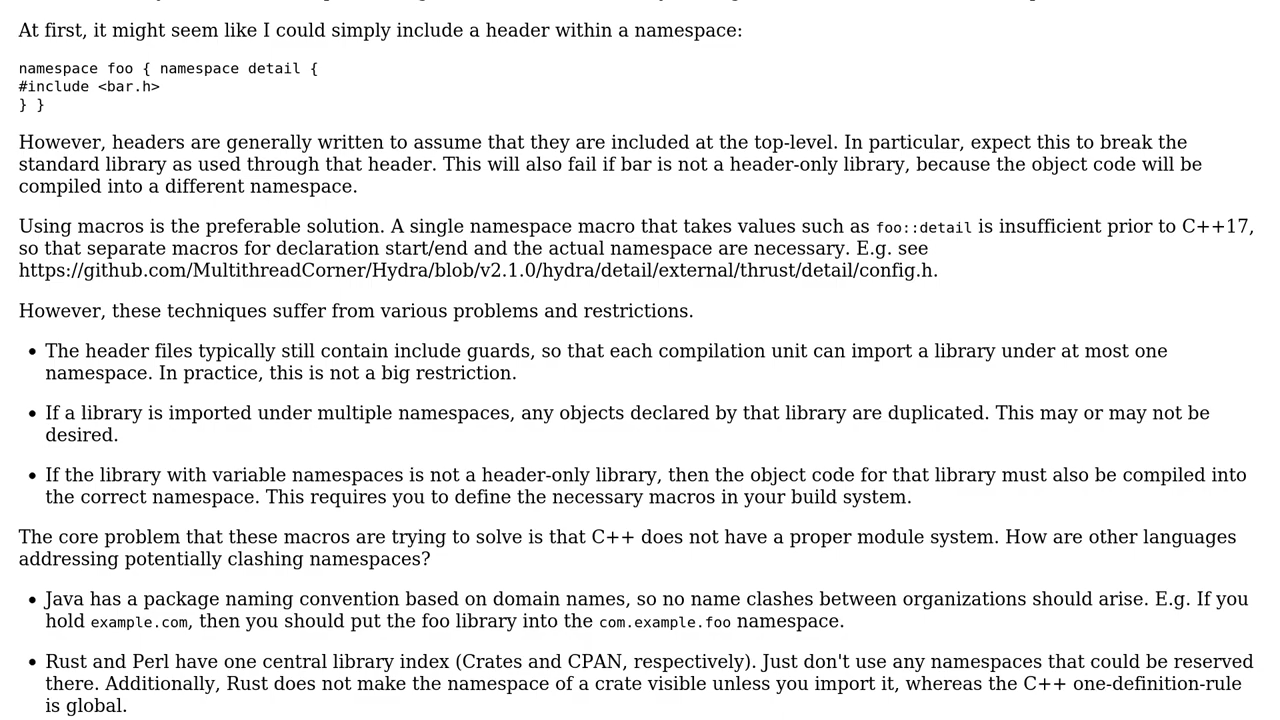 At first, it might seem like I could simply include a header within a namespace:
namespace foo { namespace detail {
#include <bar.h>
} }
However, headers are generally written to assume that they are included at the top-level. In particular, expect this to break the
standard library as used through that header. This will also fail if bar is not a header-only library, because the object code will be
compiled into a different namespace.
Using macros is the preferable solution. A single namespace macro that takes values such as foo::detail is insufficient prior to C++17,
so that separate macros for declaration start/end and the actual namespace are necessary. E.g. see
https://github.com/MultithreadCorner/Hydra/blob/v2.1.0/hydra/detail/external/thrust/detail/config.h.
However, these techniques suffer from various problems and restrictions.
• The header files typically still contain include guards, so that each compilation unit can import a library under at most one
namespace. In practice, this is not a big restriction.
• If a library is imported under multiple namespaces, any objects declared by that library are duplicated. This may or may not be
desired.
• If the library with variable namespaces is not a header-only library, then the object code for that library must also be compiled into
the correct namespace. This requires you to define the necessary macros in your build system.
The core problem that these macros are trying to solve is that C++ does not have a proper module system. How are other languages
addressing potentially clashing namespaces?
• Java has a package naming convention based on domain names, so no name clashes between organizations should arise. E.g. If you
hold example.com, then you should put the foo library into the com.example.foo namespace.
• Rust and Perl have one central library index (Crates and CPAN, respectively). Just don't use any namespaces that could be reserved
there. Additionally, Rust does not make the namespace of a crate visible unless you import it, whereas the C++ one-definition-rule
is global.